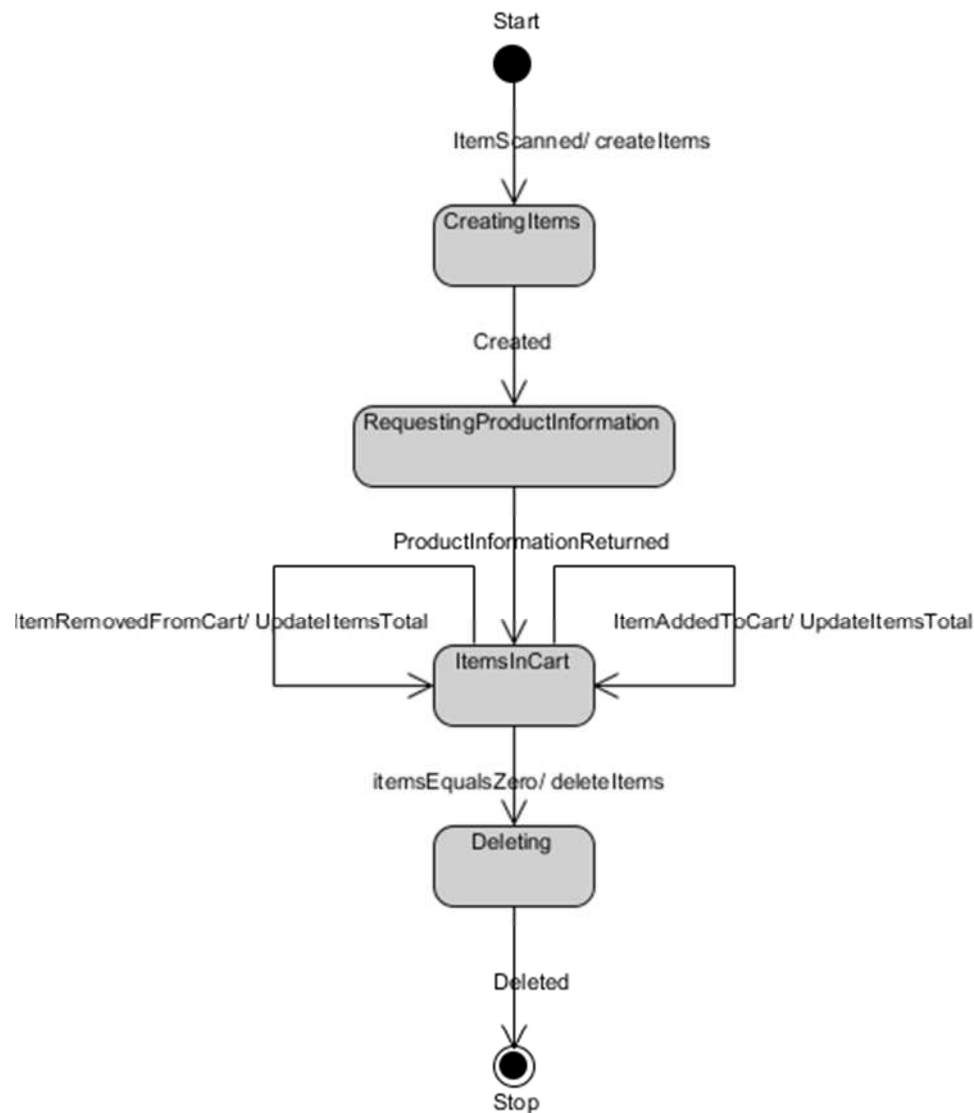 Start
ItemScanned/ createItems
CreatingItems
Created
RequestingProductInformation
ProductInformationReturned
ItemRemovedFromCart/ UpdateItemsTotal
ItemAddedToCart/ UpdateItemsTotal
ItemsInCart
itemsEqualsZero/ deleteItems
Deleting
Deleted
Stop